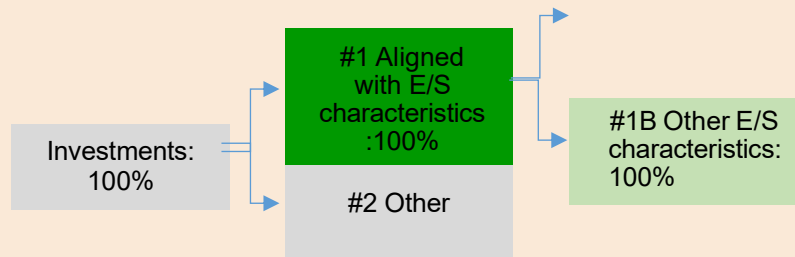 Investments:
100%
#1 Aligned
with E/S
characteristics
:100%
#2 Other
#1B Other E/S
characteristics:
100%